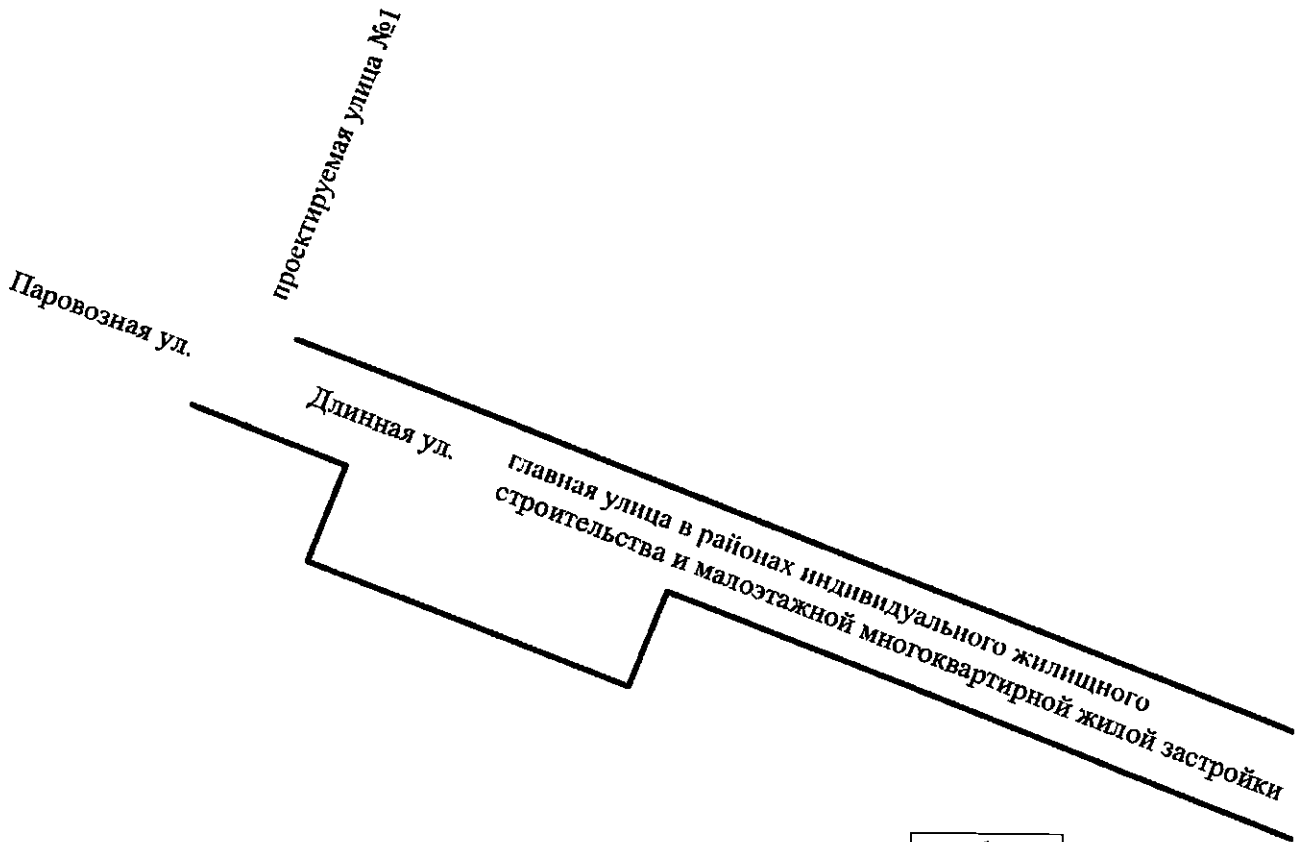 проектируемая улица №1
Паровозная ул.
Длинная ул.
главная улица в районах индивидуального жилищного
строительства и малоэтажной многоквартирной жилой застройки